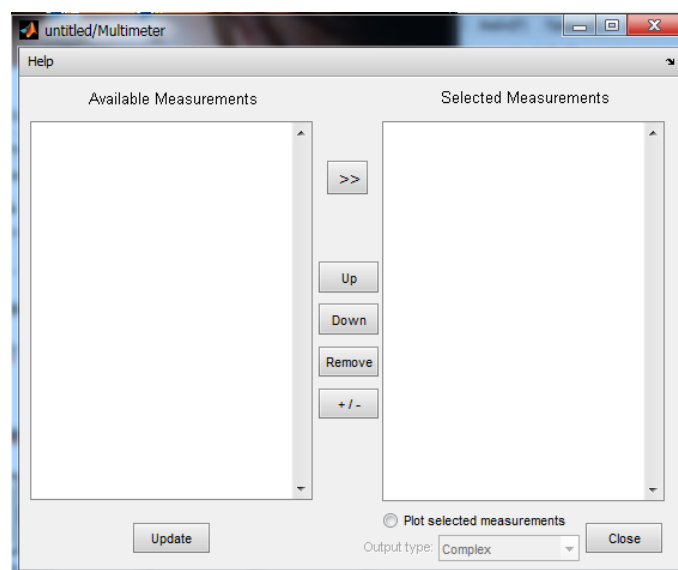 untitled/Multimeter
Help
Available Measurements
Selected Measurements
>>
Up
Down
Remove
+ / -
Plot selected measurements
Update
Output type: Complex
Close